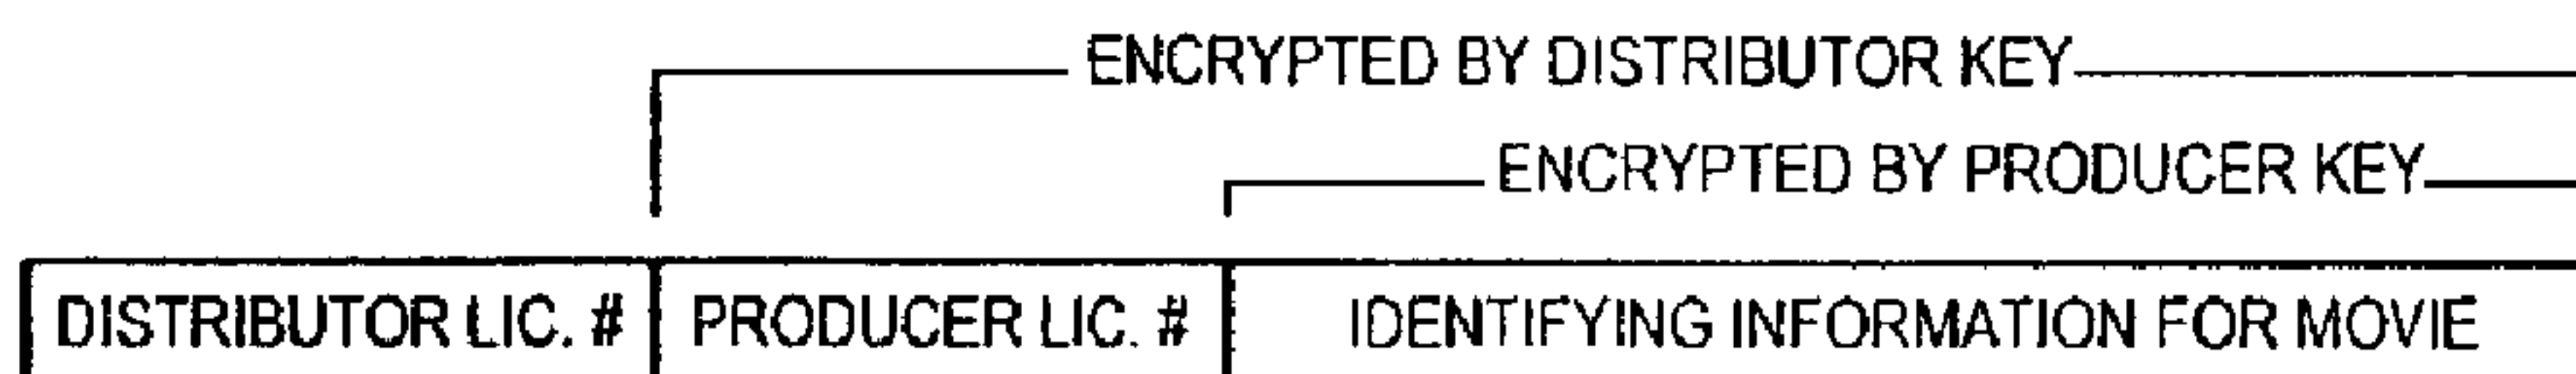 ENCRYPTED BY DISTRIBUTOR KEY
ENCRYPTED BY PRODUCER KEY
DISTRIBUTOR LIC. # PRODUCER LIC. # IDENTIFYING INFORMATION FOR MOVIE